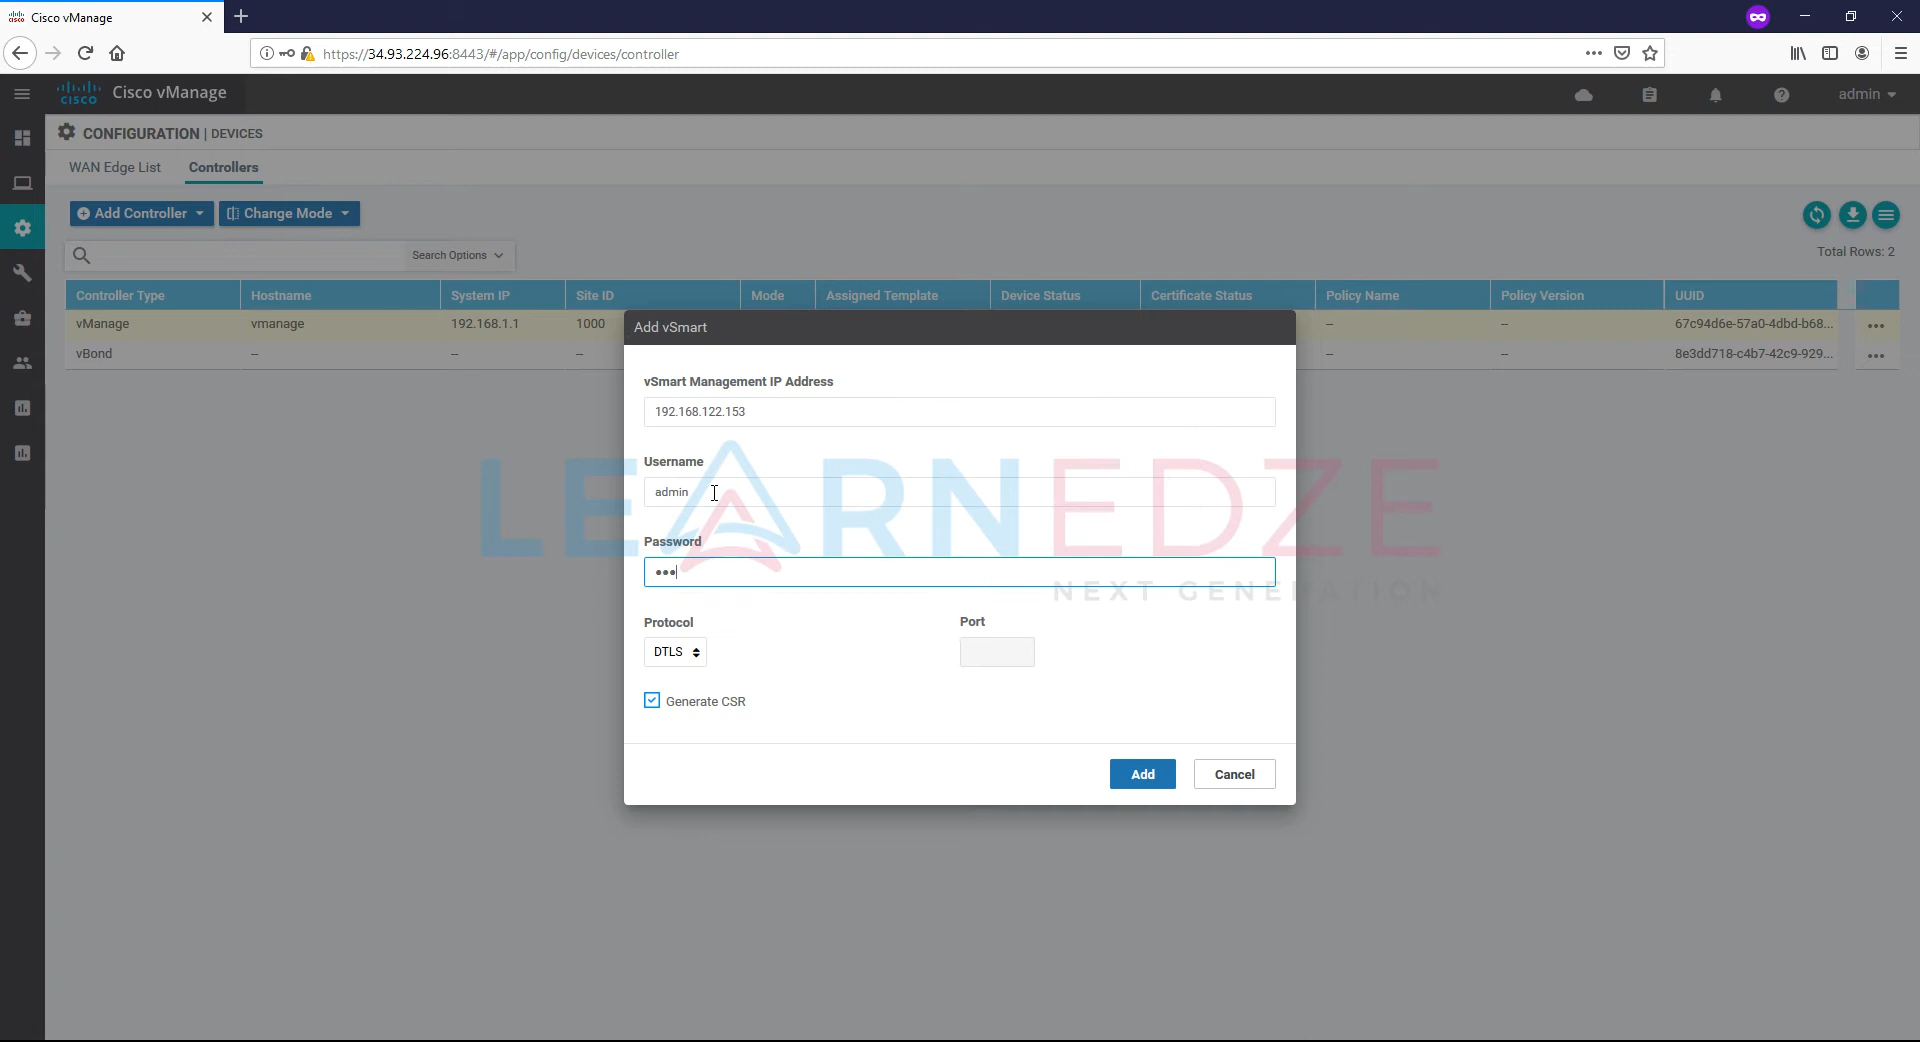 Cisco vManage
https://34.93.224.96:8443/#/app/config/devices/controller
cisco Cisco vManage
admin
CONFIGURATION | DEVICES
WAN Edge List Controllers
Add Controller Change Mode
Search Options
Total Rows: 2
Controller Type Hostname System IP Site ID Mode Assigned Template Device Status Certificate Status Policy Name Policy Version UUID
vManage vmanage 192.168.1.1 1000 -- -- 67c94d6e-57a0-4dbd-b68...
vBond -- -- -- -- -- 8e3dd718-c4b7-42c9-929...
Add vSmart
vSmart Management IP Address
192.168.122.153
Username
admin
LEARNEDZE
NEXT GENERATION
Password
•••
Protocol Port
DTLS
Generate CSR
Add Cancel